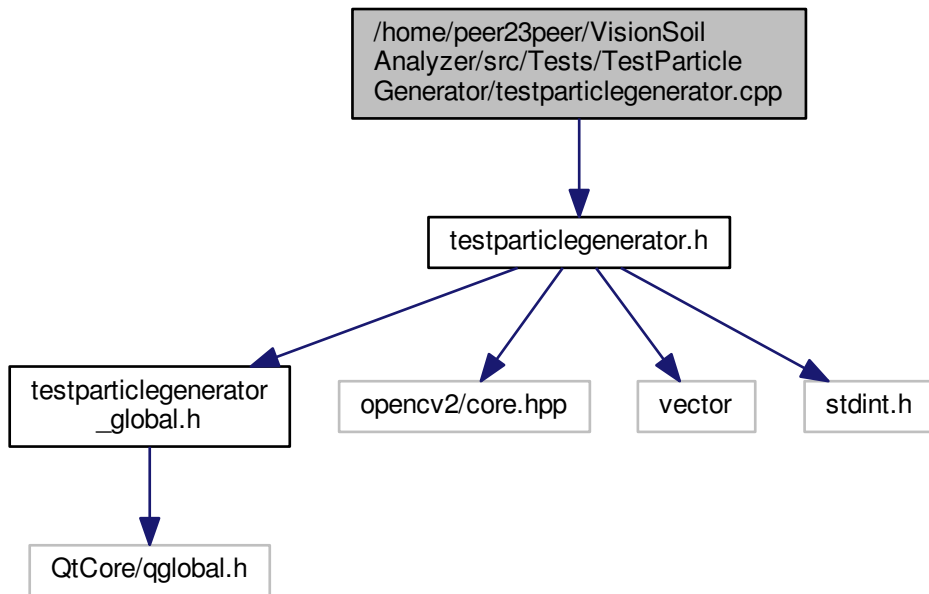 /home/peer23peer/VisionSoil
Analyzer/src/Tests/TestParticle
Generator/testparticlegenerator.cpp
testparticlegenerator.h
testparticlegenerator
_global.h
opencv2/core.hpp
vector
stdint.h
QtCore/qglobal.h